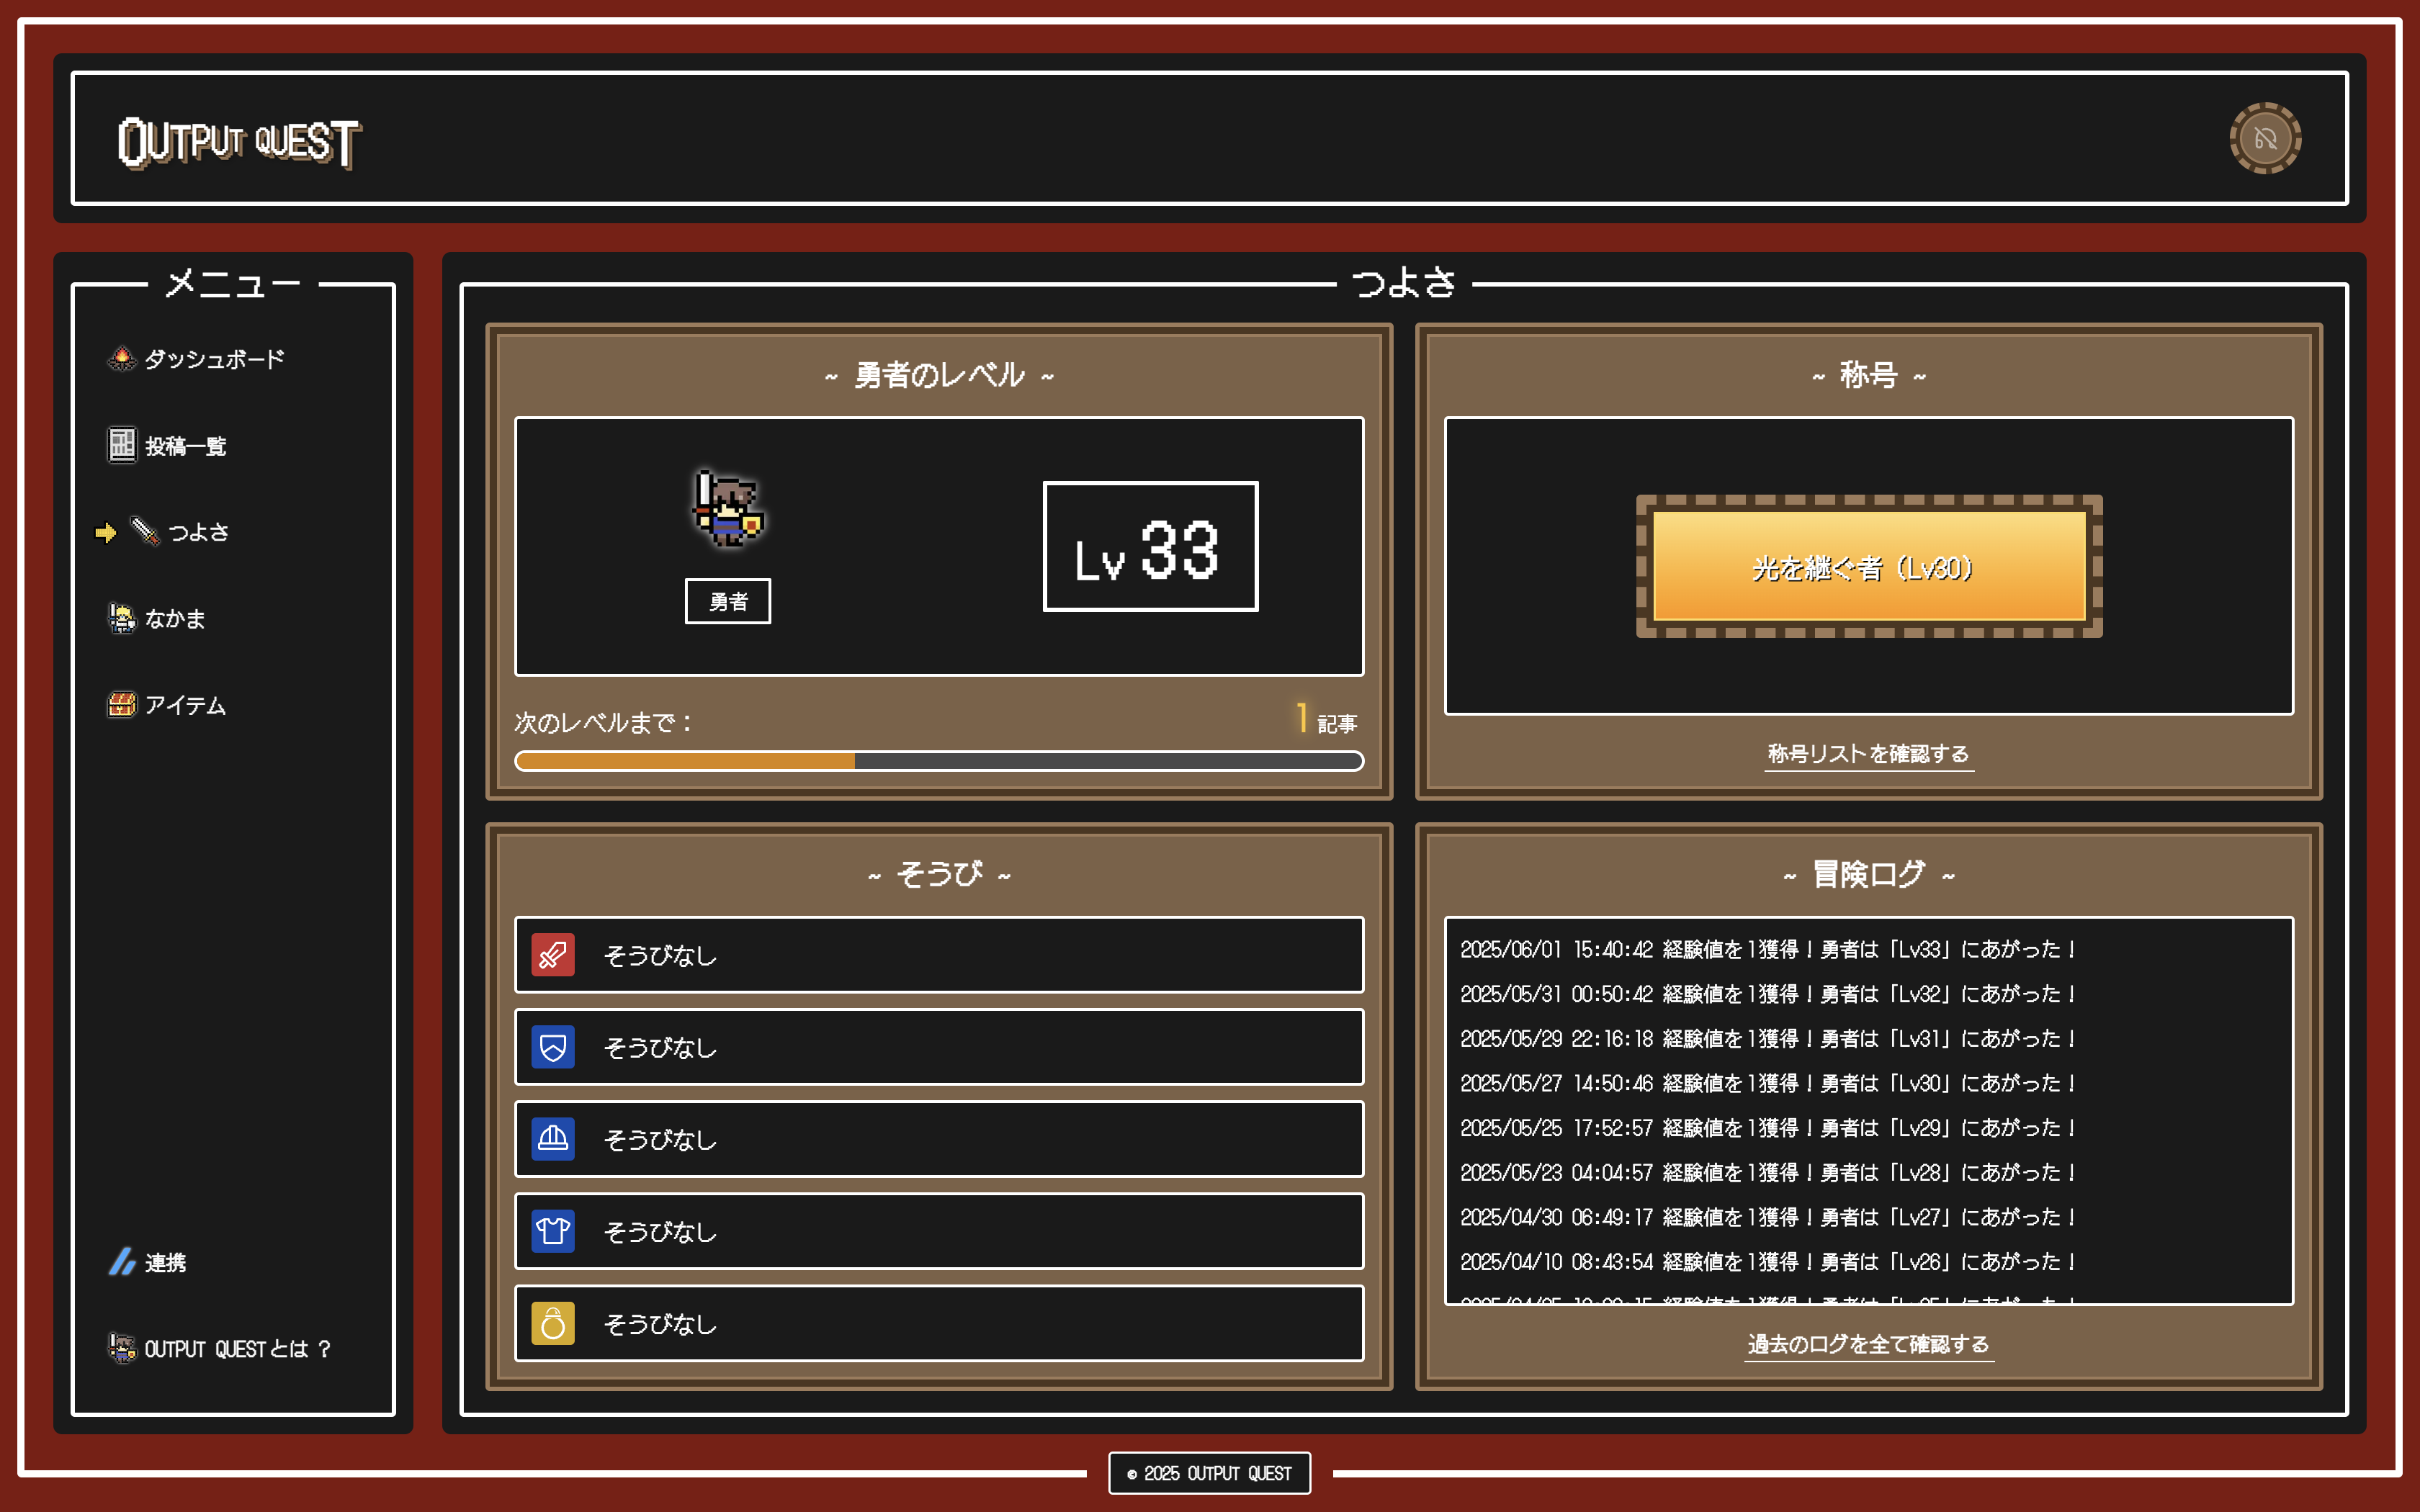 OUTPUT QUEST
メニュー
ダッシュボード
投稿一覧
つよさ
なかま
アイテム
連携
OUTPUT QUESTとは ?
つよさ
~ 勇者のレベル ~
勇者
Lv 33
次のレベルまで：
1 記事
~ 称号 ~
光を継ぐ者（Lv30）
称号リストを確認する
~ そうび ~
そうびなし
そうびなし
そうびなし
そうびなし
そうびなし
~ 冒険ログ ~
2025/06/01 15:40:42 経験値を1獲得！勇者は「Lv33」にあがった！
2025/05/31 00:50:42 経験値を1獲得！勇者は「Lv32」にあがった！
2025/05/29 22:16:18 経験値を1獲得！勇者は「Lv31」にあがった！
2025/05/27 14:50:46 経験値を1獲得！勇者は「Lv30」にあがった！
2025/05/25 17:52:57 経験値を1獲得！勇者は「Lv29」にあがった！
2025/05/23 04:04:57 経験値を1獲得！勇者は「Lv28」にあがった！
2025/04/30 06:49:17 経験値を1獲得！勇者は「Lv27」にあがった！
2025/04/10 08:43:54 経験値を1獲得！勇者は「Lv26」にあがった！
過去のログを全て確認する
© 2025 OUTPUT QUEST